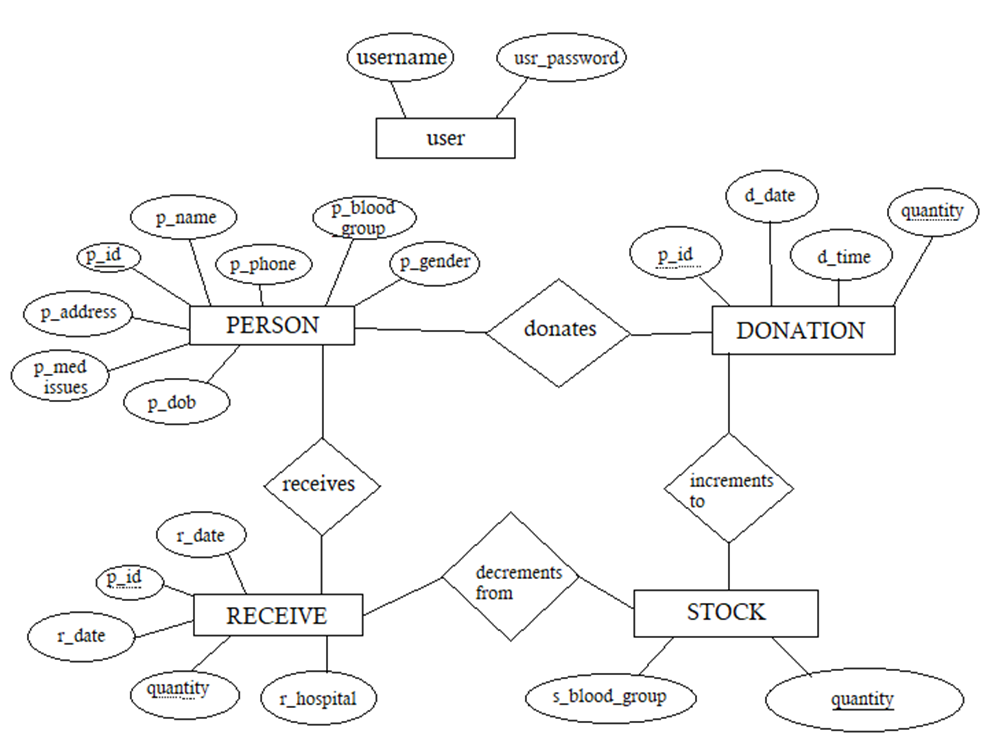 username
usr_password
user
p_name
p_blood
_group
p_id
p_phone
p_gender
p_address
PERSON
p_med
issues
p_dob
donates
d_date
quantity
p_id
d_time
DONATION
receives
increments
to
r_date
p_id
decrements
from
RECEIVE
STOCK
r_date
quantity
r_hospital
s_blood_group
quantity